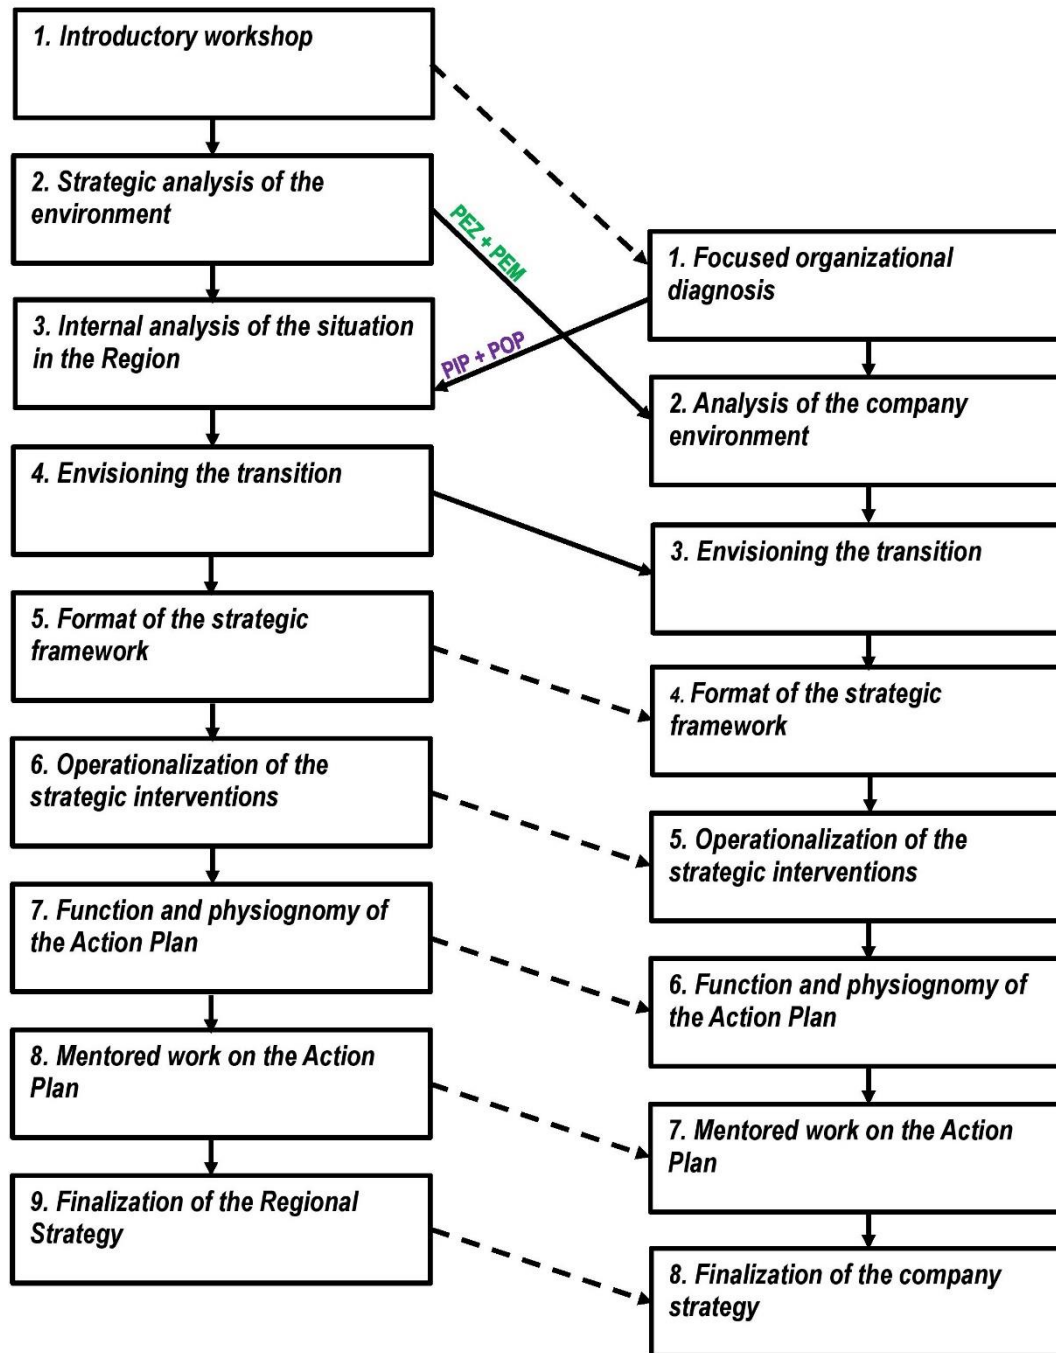 1. Introductory workshop
2. Strategic analysis of the
environment
3. Internal analysis of the situation
in the Region
4. Envisioning the transition
5. Format of the strategic
framework
6. Operationalization of the
strategic interventions
7. Function and physiognomy of
the Action Plan
8. Mentored work on the Action
Plan
9. Finalization of the Regional
Strategy
PEZ + PEM
PIP + POP
1. Focused organizational
diagnosis
2. Analysis of the company
environment
3. Envisioning the transition
4. Format of the strategic
framework
5. Operationalization of the
strategic interventions
6. Function and physiognomy of
the Action Plan
7. Mentored work on the Action
Plan
8. Finalization of the company
strategy